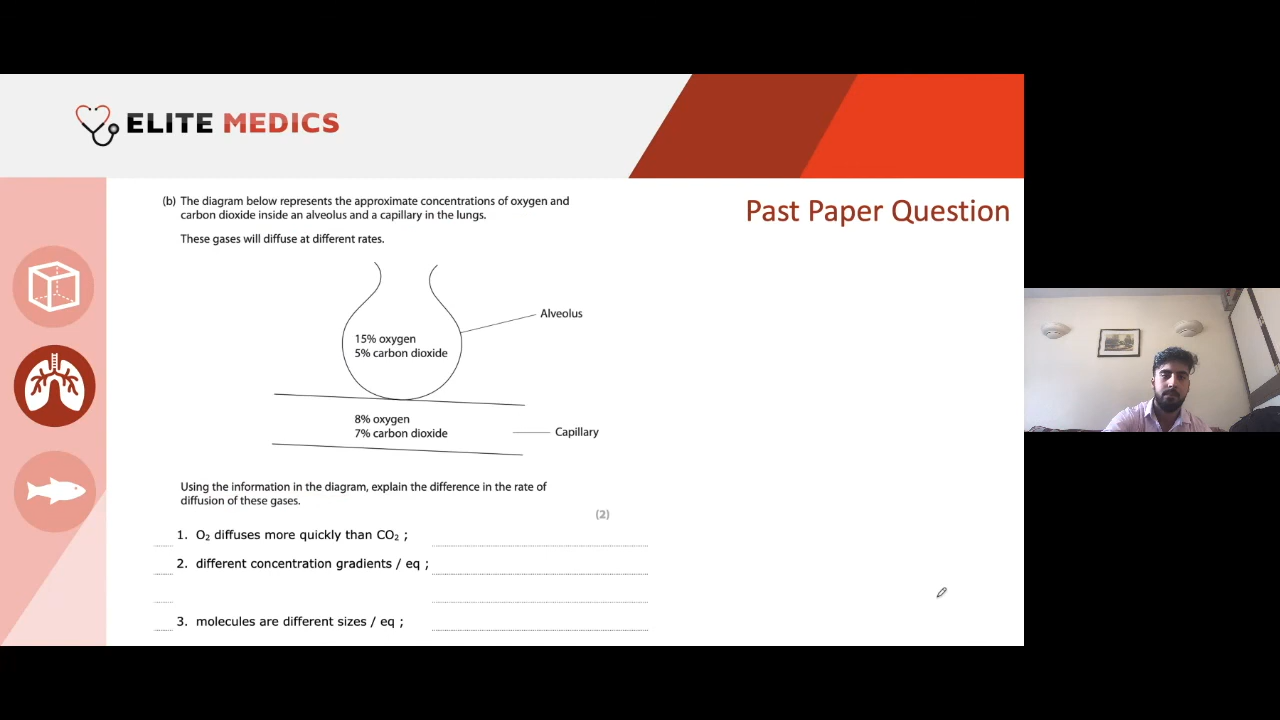 ELITE MEDICS
Past Paper Question
(b) The diagram below represents the approximate concentrations of oxygen and
carbon dioxide inside an alveolus and a capillary in the lungs.
These gases will diffuse at different rates.
Alveolus
15% oxygen
5% carbon dioxide
8% oxygen
7% carbon dioxide
Capillary
Using the information in the diagram, explain the difference in the rate of
diffusion of these gases.
(2)
1. O₂ diffuses more quickly than CO₂ ;
2. different concentration gradients / eq ;
3. molecules are different sizes / eq ;